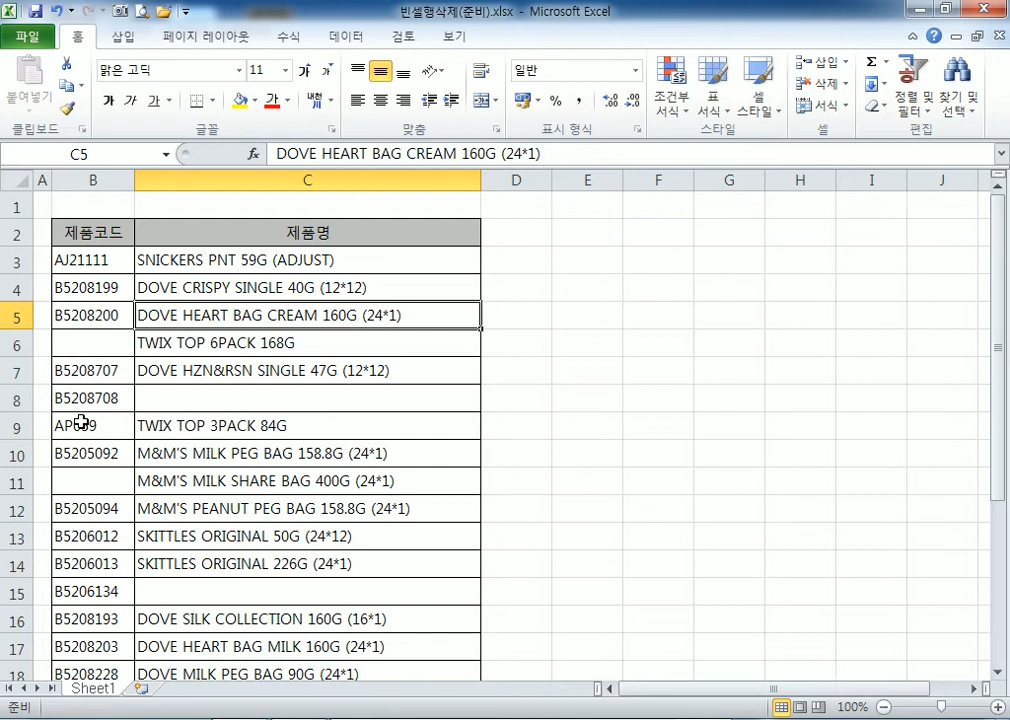 빈셀행삭제(준비).xlsx - Microsoft Excel
파일 홈 삽입 페이지 레이아웃 수식 데이터 검토 보기
붙여넣기
클립보드
맑은 고딕 11
가 가
가 가 가 가 내천
글꼴
맞춤
일반
% ,
표시 형식
조건부 서식
표 서식
셀 스타일
스타일
삽입
삭제
서식
셀
Σ
정렬 및 필터
찾기 및 선택
편집
C5 fx DOVE HEART BAG CREAM 160G (24*1)
A B C D E F G H I J
1
2 제품코드 제품명
3 AJ21111 SNICKERS PNT 59G (ADJUST)
4 B5208199 DOVE CRISPY SINGLE 40G (12*12)
5 B5208200 DOVE HEART BAG CREAM 160G (24*1)
6 TWIX TOP 6PACK 168G
7 B5208707 DOVE HZN&RSN SINGLE 47G (12*12)
8 B5208708
9 TWIX TOP 3PACK 84G
10 B5205092 M&M'S MILK PEG BAG 158.8G (24*1)
11 M&M'S MILK SHARE BAG 400G (24*1)
12 B5205094 M&M'S PEANUT PEG BAG 158.8G (24*1)
13 B5206012 SKITTLES ORIGINAL 50G (24*12)
14 B5206013 SKITTLES ORIGINAL 226G (24*1)
15 B5206134
16 B5208193 DOVE SILK COLLECTION 160G (16*1)
17 B5208203 DOVE HEART BAG MILK 160G (24*1)
18 B5208228 DOVE MILK PEG BAG 90G (24*1)
Sheet1
준비 100%